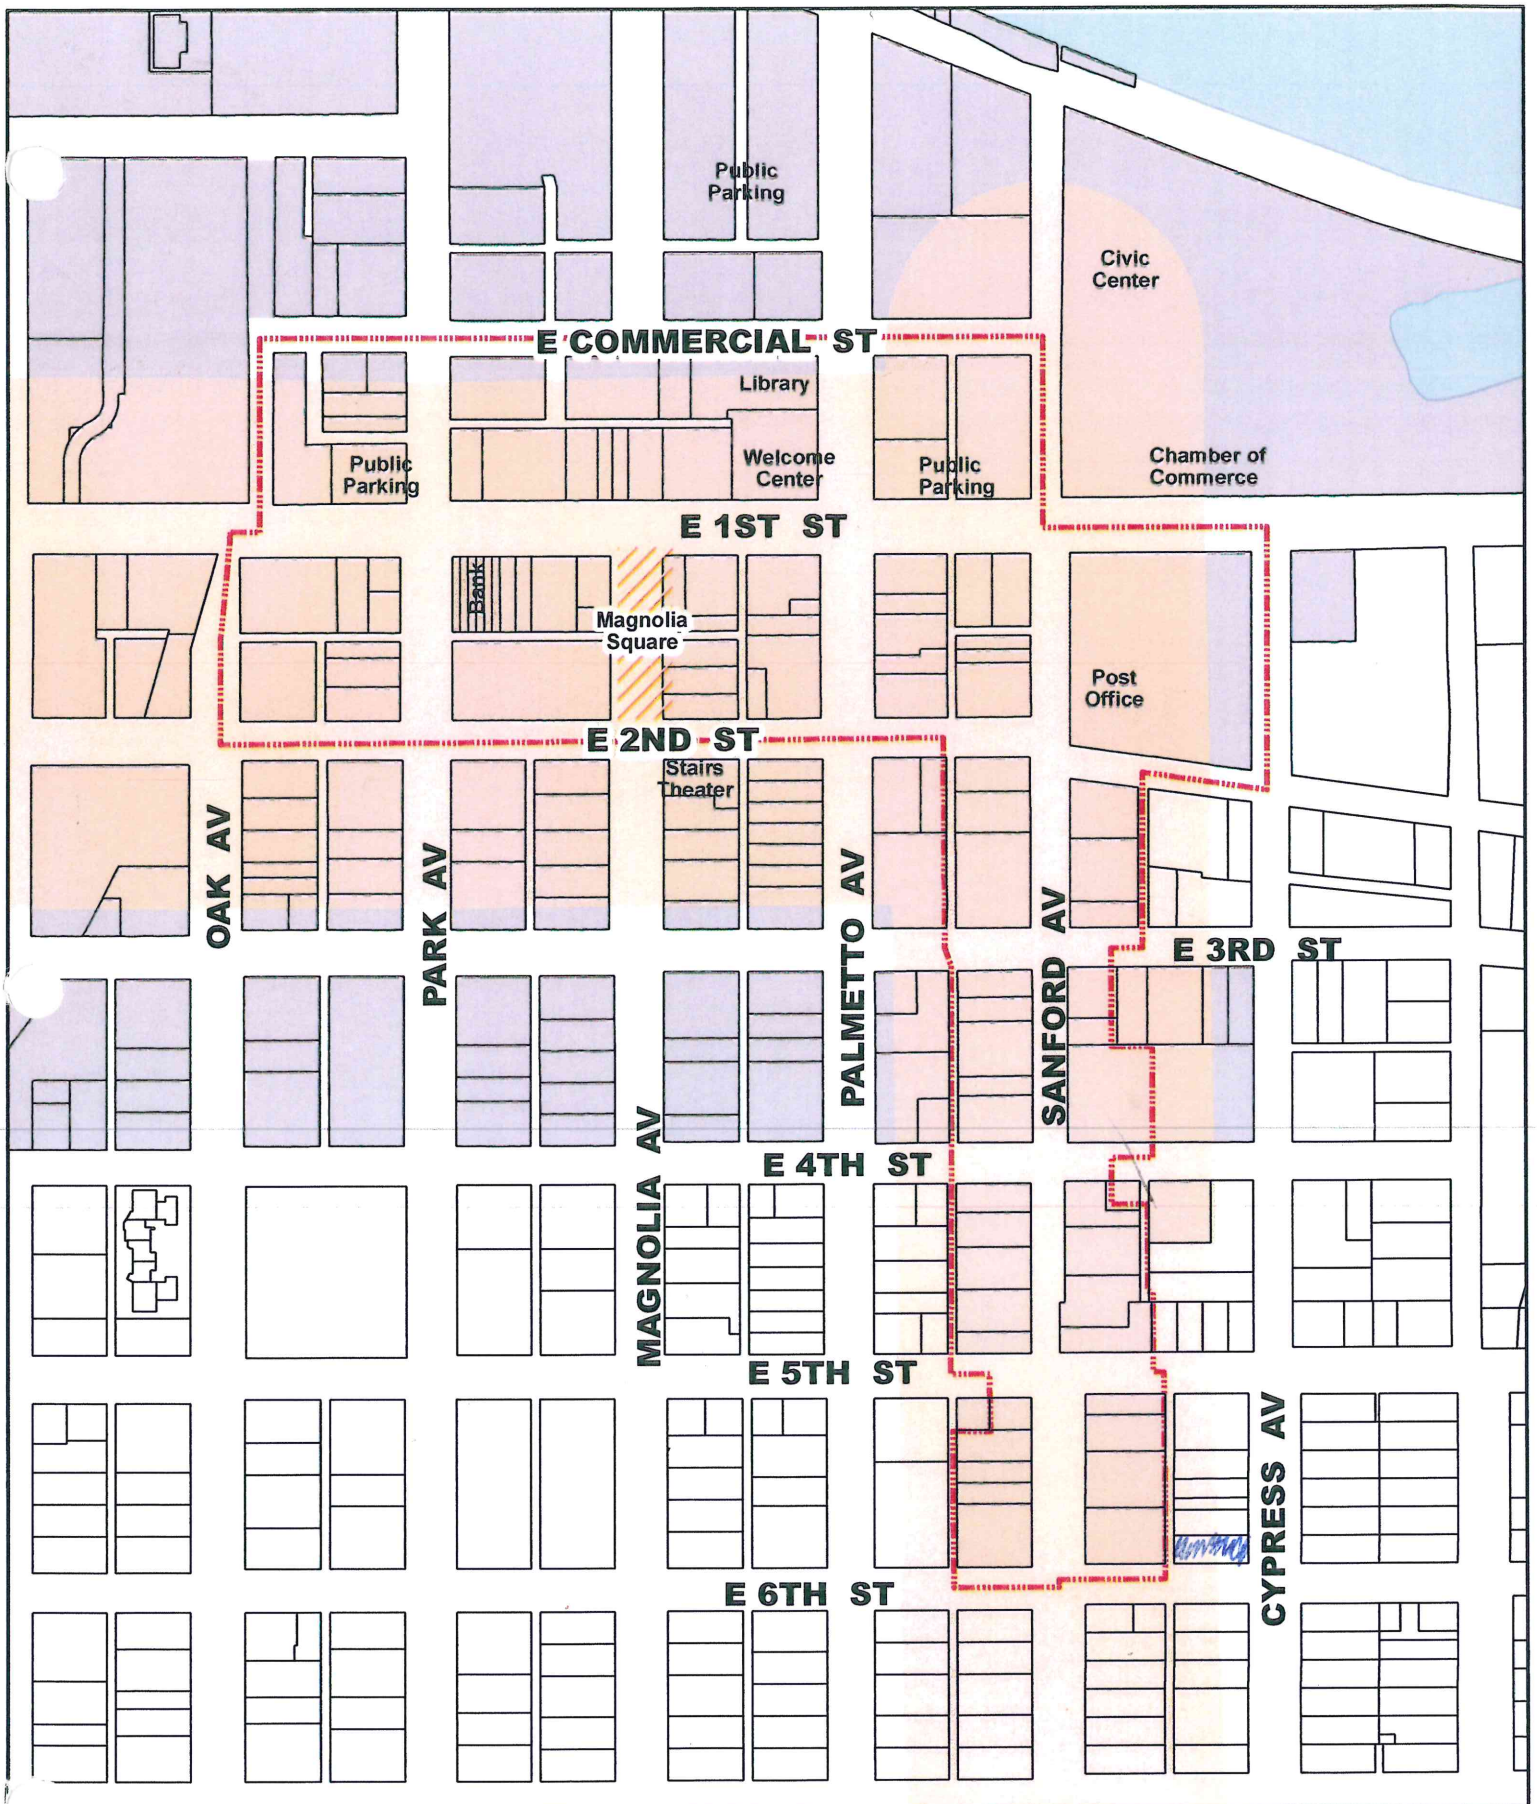 Public
Parking
Civic
Center
E COMMERCIAL ST
Library
Public
Parking
Welcome
Center
Public
Parking
Chamber of
Commerce
E 1ST ST
Bank
Magnolia
Square
Post
Office
E 2ND ST
Stairs
Theater
OAK AV
PARK AV
PALMETTO AV
SANFORD AV
E 3RD ST
MAGNOLIA AV
E 4TH ST
E 5TH ST
CYPRESS AV
E 6TH ST